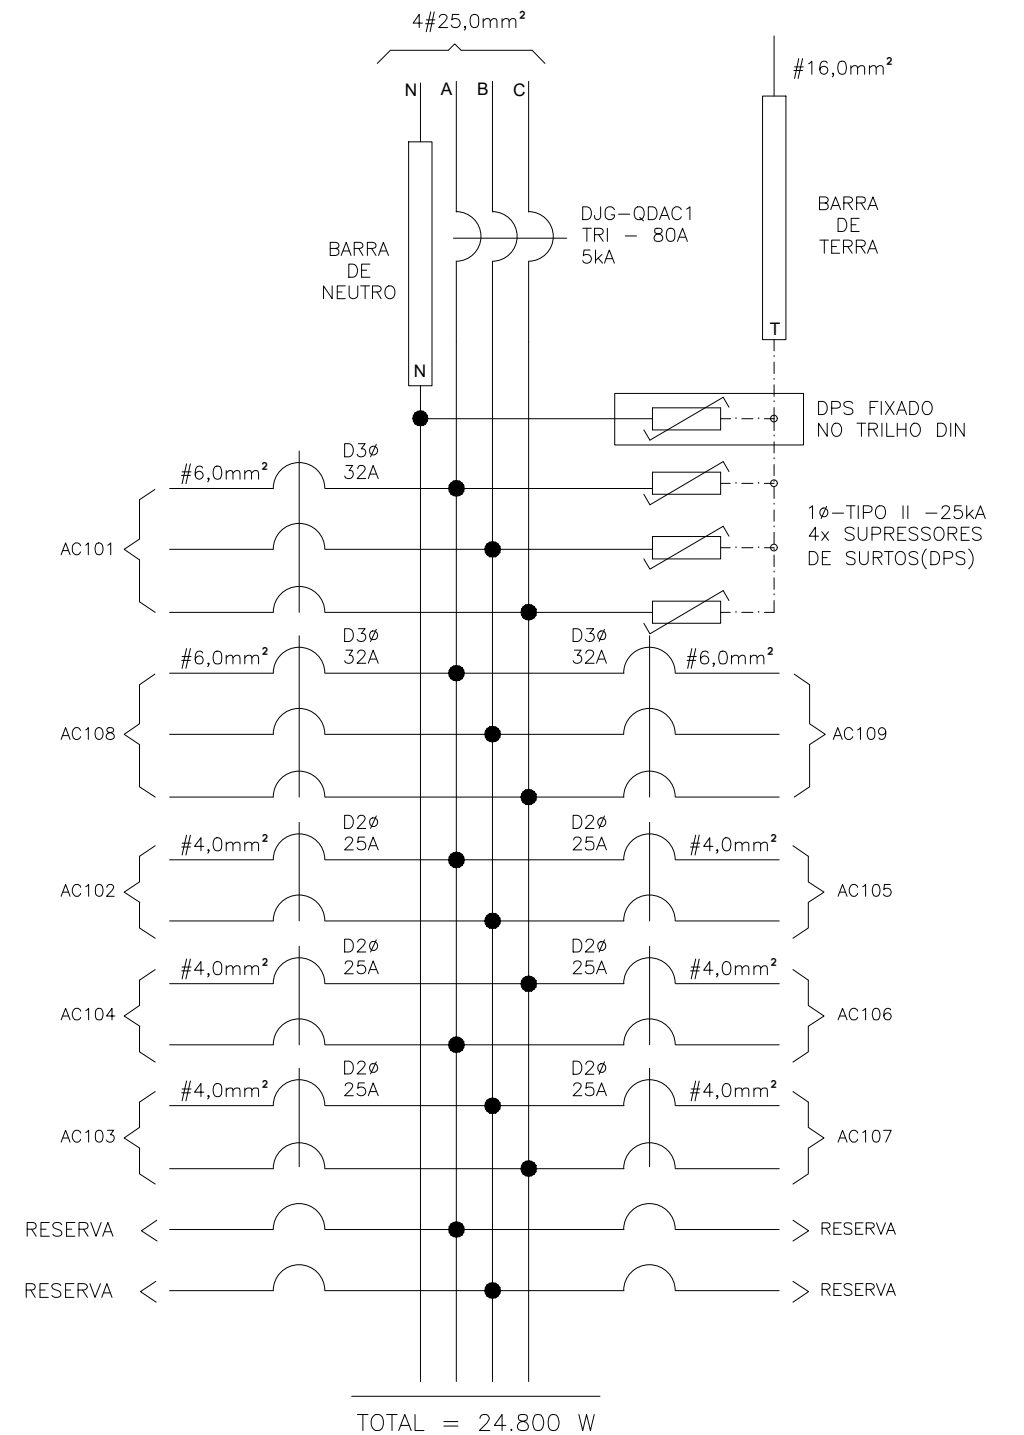 4#25,0mm²
#16,0mm²
N A B C
DJG-QDAC1
TRI - 80A
5kA
BARRA
DE
TERRA
BARRA
DE
NEUTRO
T
N
DPS FIXADO
NO TRILHO DIN
D3ø
32A
#6,0mm²
AC101
1ø-TIPO II -25kA
4x SUPRESSORES
DE SURTOS(DPS)
D3ø
32A
#6,0mm²
AC108
D3ø
32A
#6,0mm²
AC109
D2ø
25A
#4,0mm²
AC102
D2ø
25A
#4,0mm²
AC105
D2ø
25A
#4,0mm²
AC104
D2ø
25A
#4,0mm²
AC106
D2ø
25A
#4,0mm²
AC103
D2ø
25A
#4,0mm²
AC107
RESERVA
RESERVA
RESERVA
RESERVA
TOTAL = 24.800 W